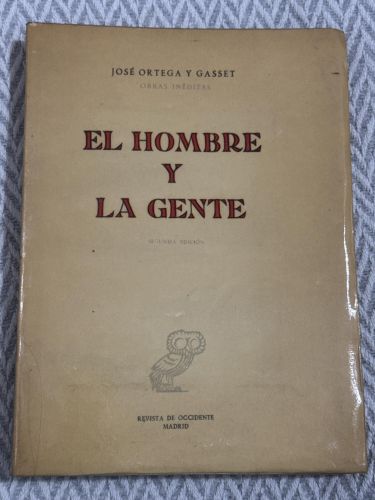 JOSÉ ORTEGA Y GASSET
OBRAS INÉDITAS
EL HOMBRE
Y
LA GENTE
SEGUNDA EDICIÓN
REVISTA DE OCCIDENTE
MADRID